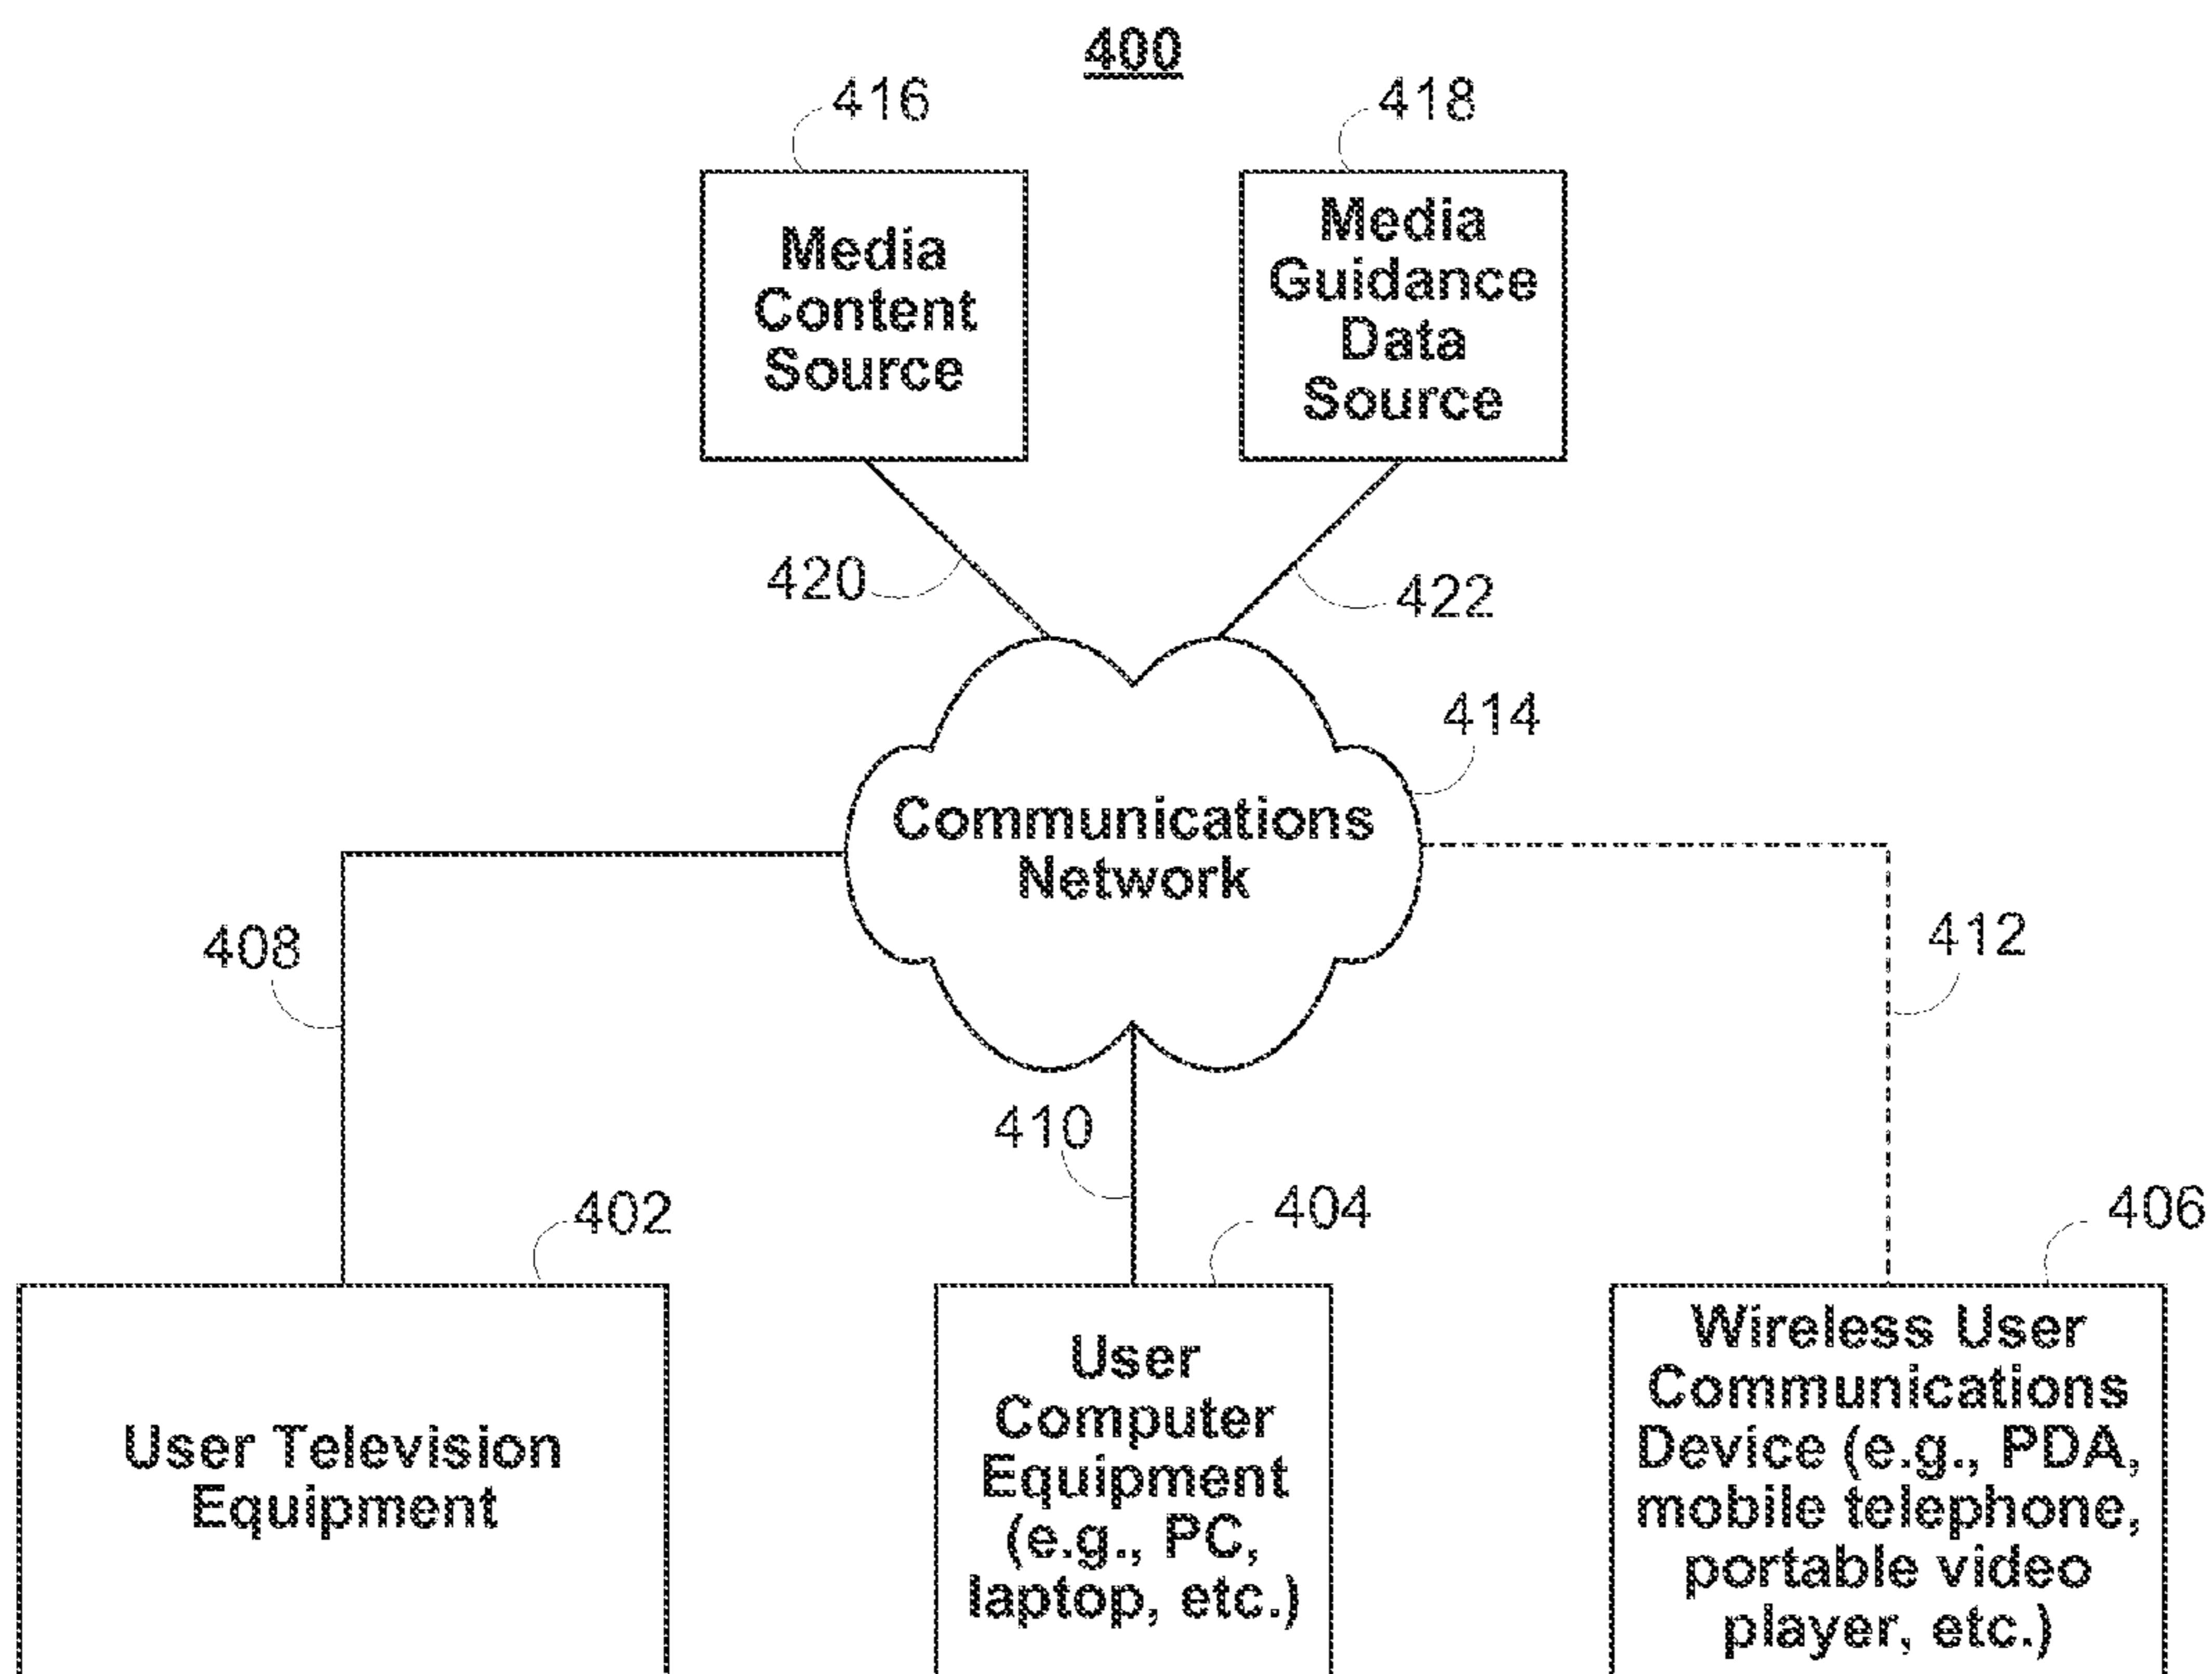 400
416
418
Media
Content
Source
Media
Guidance
Data
Source
420
422
414
Communications
Network
408
412
410
402
404
406
User Television
Equipment
User
Computer
Equipment
(e.g., PC,
laptop, etc.)
Wireless User
Communications
Device (e.g., PDA,
mobile telephone,
portable video
player, etc.)